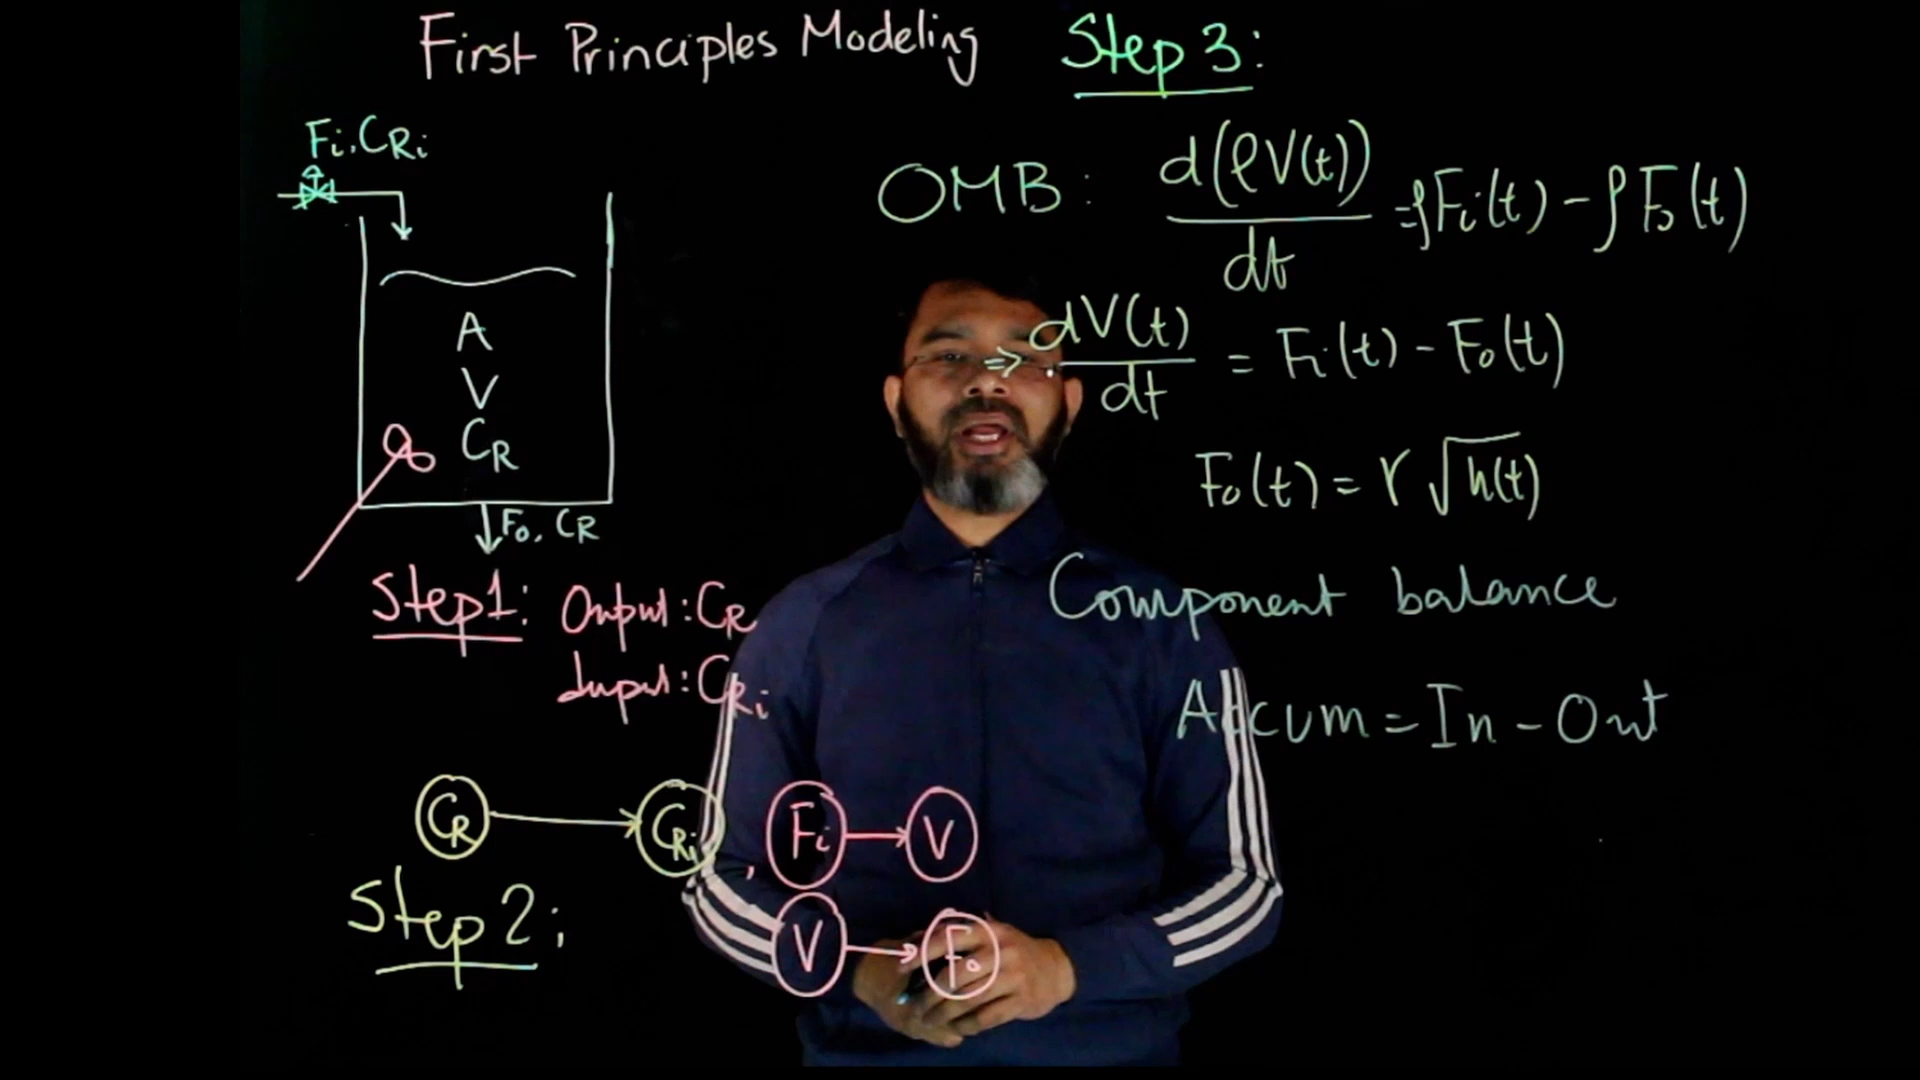 First Principles Modeling
Fi, CRi
A
V
CR
Fo, CR
Step1: Output: CR
Input: CRi
CR → CRi , Fi → V
Step 2: V → Fo
Step 3:
OMB: d(ρV(t))/dt = ρFi(t) - ρFo(t)
⇒ dV(t)/dt = Fi(t) - Fo(t)
Fo(t) = r√h(t)
Component balance
Accum = In - Out